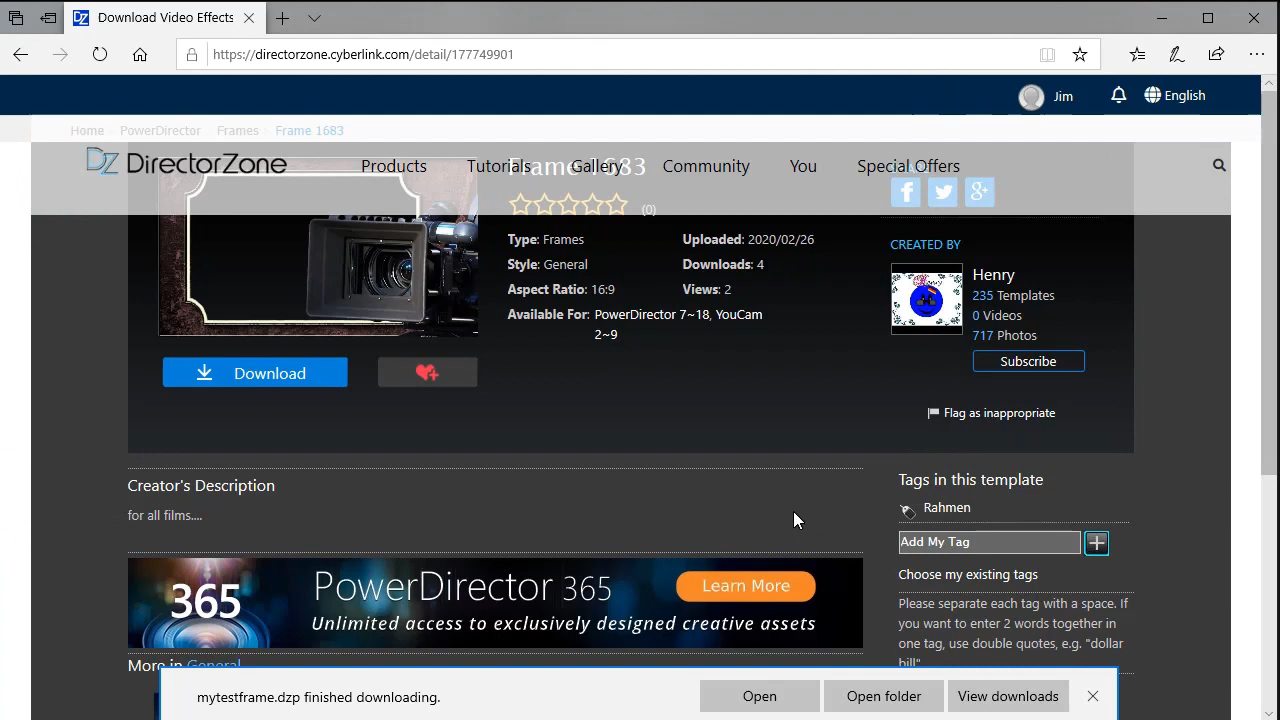 Download Video Effects
https://directorzone.cyberlink.com/detail/177749901
Jim
English
Home PowerDirector Frames > Frame 1683
DZ DirectorZone
Products Tutorials Gallery Community You Special Offers
Frame 1683
(0)
Type: Frames
Uploaded: 2020/02/26
Style: General
Downloads: 4
Aspect Ratio: 16:9
Views: 2
Available For: PowerDirector 7~18, YouCam
2~9
Download
CREATED BY
Henry
235 Templates
0 Videos
717 Photos
Subscribe
Flag as inappropriate
Creator's Description
for all films....
Tags in this template
Rahmen
Add My Tag
Choose my existing tags
Please separate each tag with a space. If
you want to enter 2 words together in
one tag, use double quotes, e.g. "dollar
bill"
365
PowerDirector 365
Learn More
Unlimited access to exclusively designed creative assets
More in General
mytestframe.dzp finished downloading.
Open
Open folder
View downloads